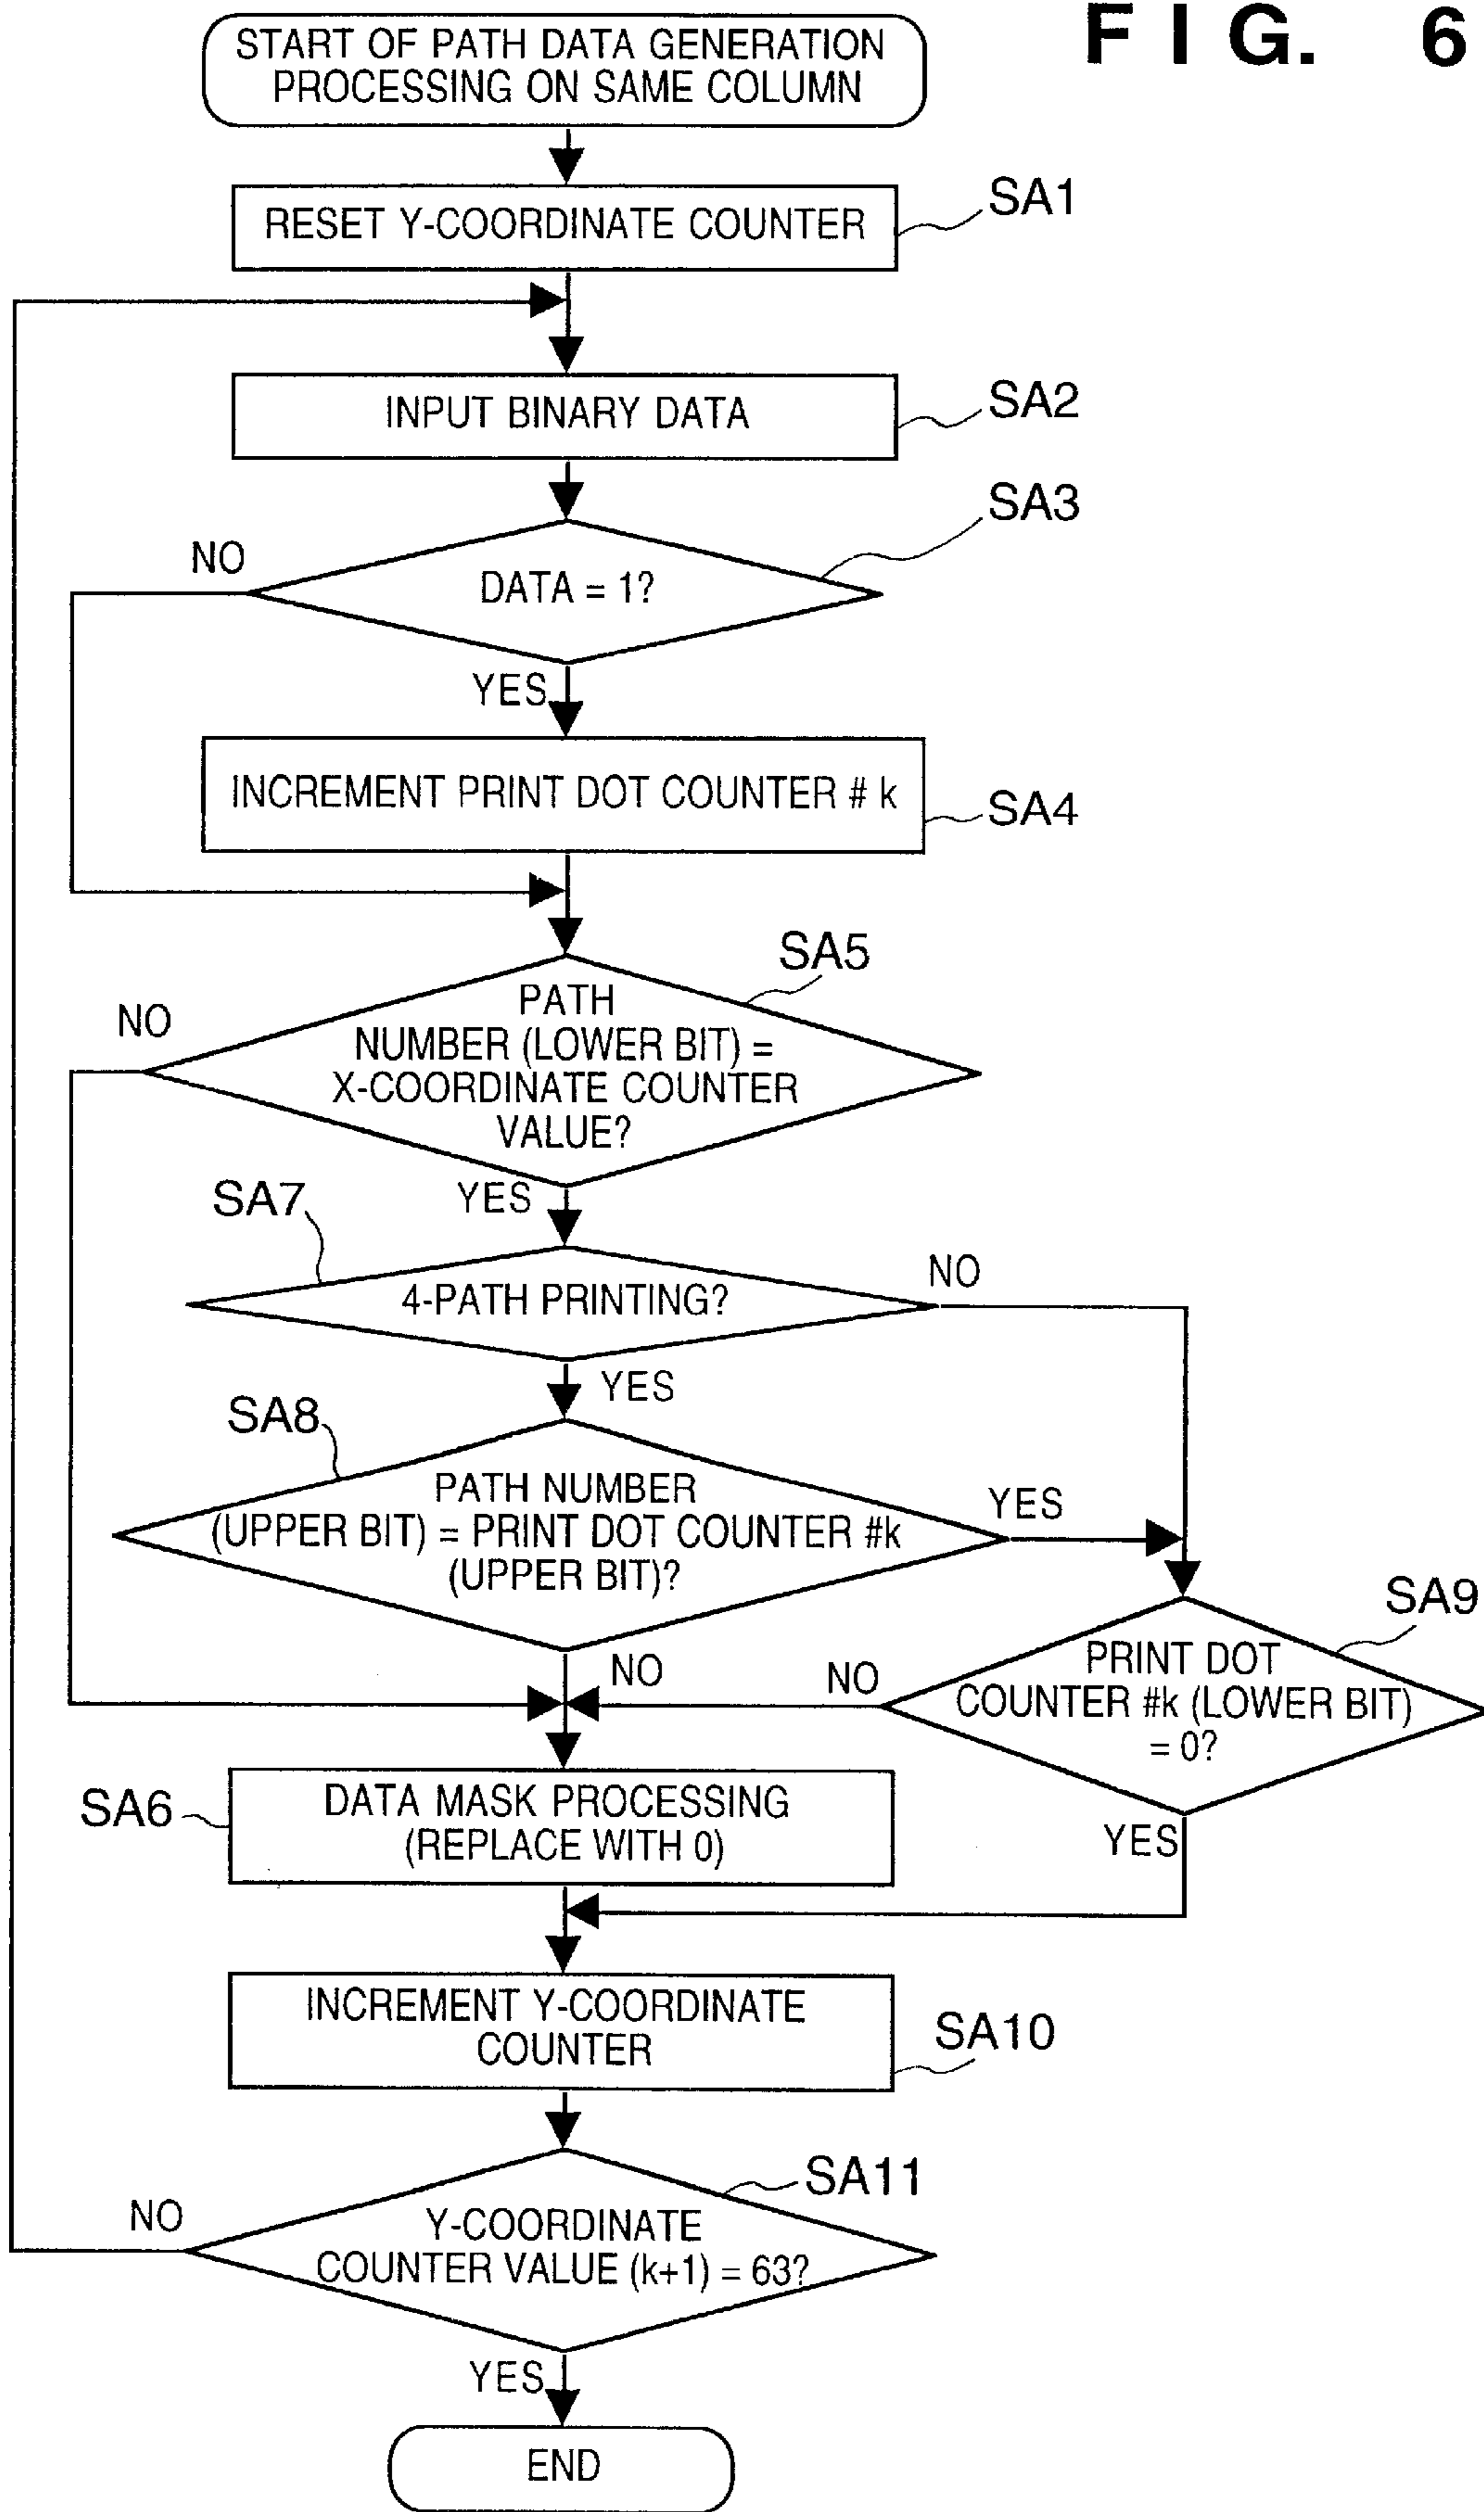 FIG. 6
START OF PATH DATA GENERATION
PROCESSING ON SAME COLUMN
RESET Y-COORDINATE COUNTER
SA1
INPUT BINARY DATA
SA2
SA3
NO
DATA = 1?
YES
INCREMENT PRINT DOT COUNTER # k
SA4
SA5
NO
PATH
NUMBER (LOWER BIT) =
X-COORDINATE COUNTER
VALUE?
YES
SA7
NO
4-PATH PRINTING?
YES
SA8
PATH NUMBER
(UPPER BIT) = PRINT DOT COUNTER #k
(UPPER BIT)?
YES
NO
SA9
PRINT DOT
COUNTER #k (LOWER BIT)
= 0?
NO
YES
SA6
DATA MASK PROCESSING
(REPLACE WITH 0)
INCREMENT Y-COORDINATE
COUNTER
SA10
SA11
NO
Y-COORDINATE
COUNTER VALUE (k+1) = 63?
YES
END